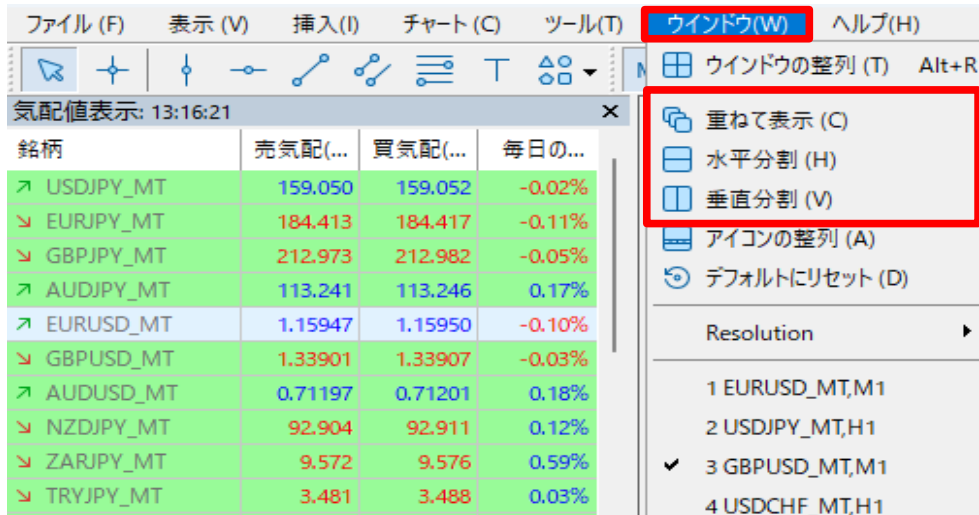 ファイル (F) 表示 (V) 挿入(I) チャート (C) ツール(T) ウインドウ(W) ヘルプ(H)
ウインドウの整列 (T) Alt+R
気配値表示: 13:16:21
銘柄 売気配(... 買気配(... 毎日の...
USDJPY_MT 159.050 159.052 -0.02%
EURJPY_MT 184.413 184.417 -0.11%
GBPJPY_MT 212.973 212.982 -0.05%
AUDJPY_MT 113.241 113.246 0.17%
EURUSD_MT 1.15947 1.15950 -0.10%
GBPUSD_MT 1.33901 1.33907 -0.03%
AUDUSD_MT 0.71197 0.71201 0.18%
NZDJPY_MT 92.904 92.911 0.12%
ZARJPY_MT 9.572 9.576 0.59%
TRYJPY_MT 3.481 3.488 0.03%
重ねて表示 (C)
水平分割 (H)
垂直分割 (V)
アイコンの整列 (A)
デフォルトにリセット (D)
Resolution
1 EURUSD_MT,M1
2 USDJPY_MT,H1
3 GBPUSD_MT,M1
4 USDCHF_MT,H1